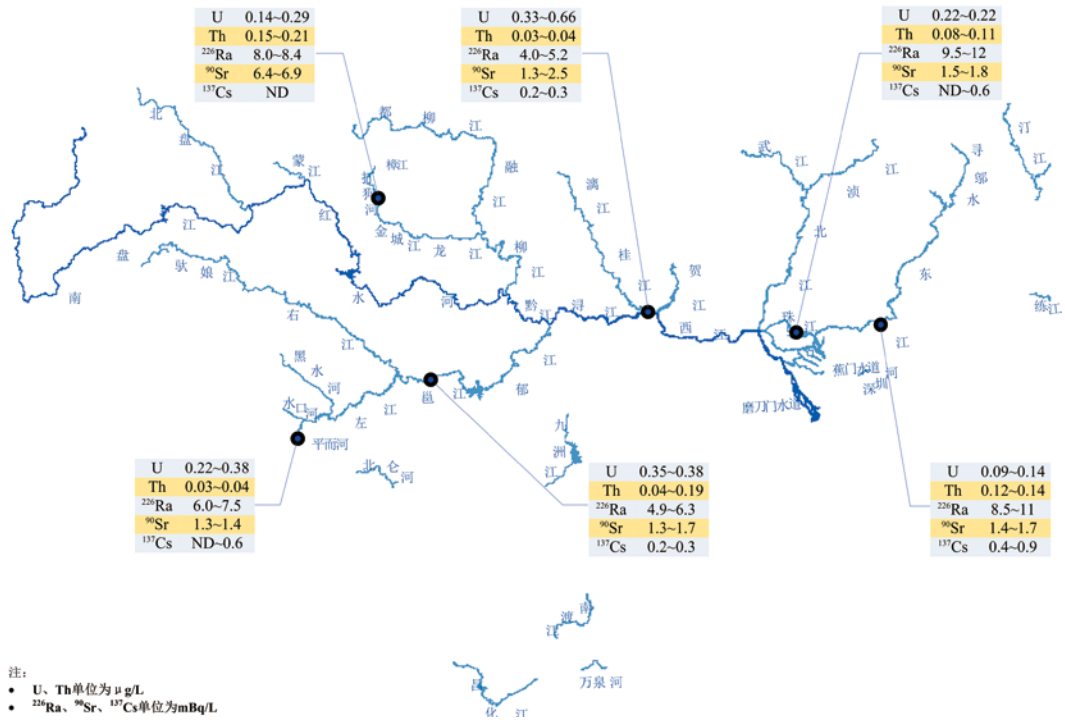 U 0.14~0.29
Th 0.15~0.21
²²⁶Ra 8.0~8.4
⁹⁰Sr 6.4~6.9
¹³⁷Cs ND
U 0.33~0.66
Th 0.03~0.04
²²⁶Ra 4.0~5.2
⁹⁰Sr 1.3~2.5
¹³⁷Cs 0.2~0.3
U 0.22~0.22
Th 0.08~0.11
²²⁶Ra 9.5~12
⁹⁰Sr 1.5~1.8
¹³⁷Cs ND~0.6
北盘江
蒙江
都柳江
樟江
打狗河
融江
金城江
龙江
柳江
漓江
桂江
贺江
武江
浈江
北江
寻邬水
汀江
东江
练江
南盘江
驮娘江
红水河
黔江
浔江
西江
珠江
蕉门水道
深圳河
磨刀门水道
右江
郁江
邕江
左江
黑水河
水口河
平而河
北仑河
九洲江
U 0.22~0.38
Th 0.03~0.04
²²⁶Ra 6.0~7.5
⁹⁰Sr 1.3~1.4
¹³⁷Cs ND~0.6
U 0.35~0.38
Th 0.04~0.19
²²⁶Ra 4.9~6.3
⁹⁰Sr 1.3~1.7
¹³⁷Cs 0.2~0.3
U 0.09~0.14
Th 0.12~0.14
²²⁶Ra 8.5~11
⁹⁰Sr 1.4~1.7
¹³⁷Cs 0.4~0.9
南渡江
万泉河
昌化江
注：
• U、Th单位为μg/L
• ²²⁶Ra、⁹⁰Sr、¹³⁷Cs单位为mBq/L